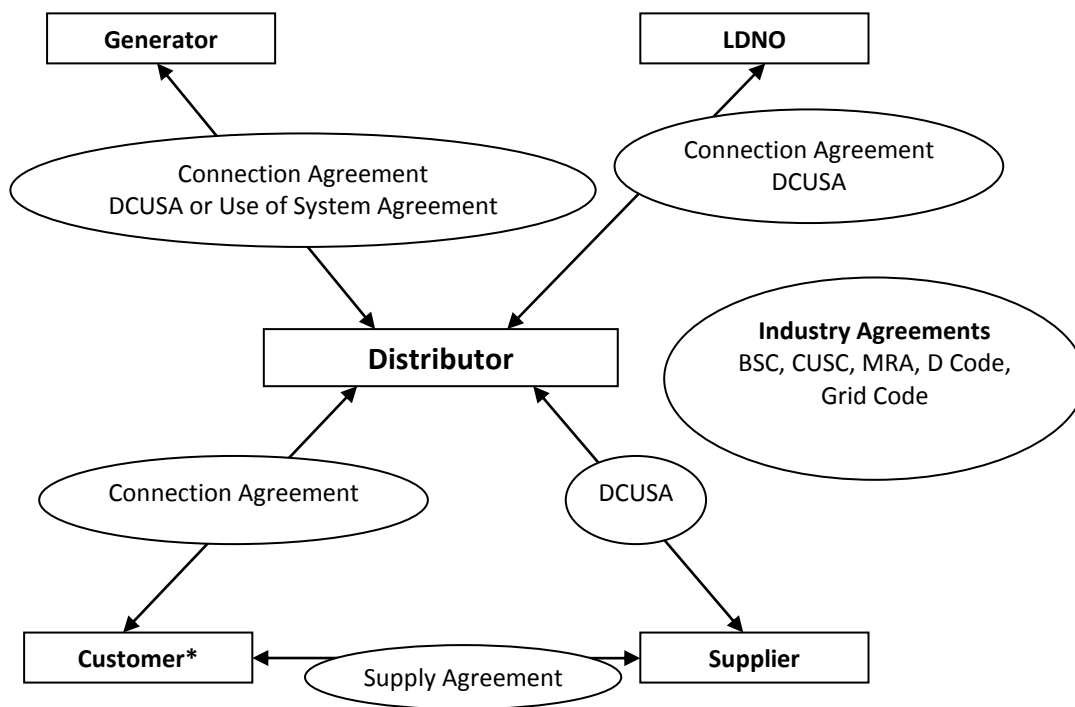 Generator
LDNO
Connection Agreement
DCUSA or Use of System Agreement
Connection Agreement
DCUSA
Distributor
Industry Agreements
BSC, CUSC, MRA, D Code,
Grid Code
Connection Agreement
DCUSA
Customer*
Supplier
Supply Agreement